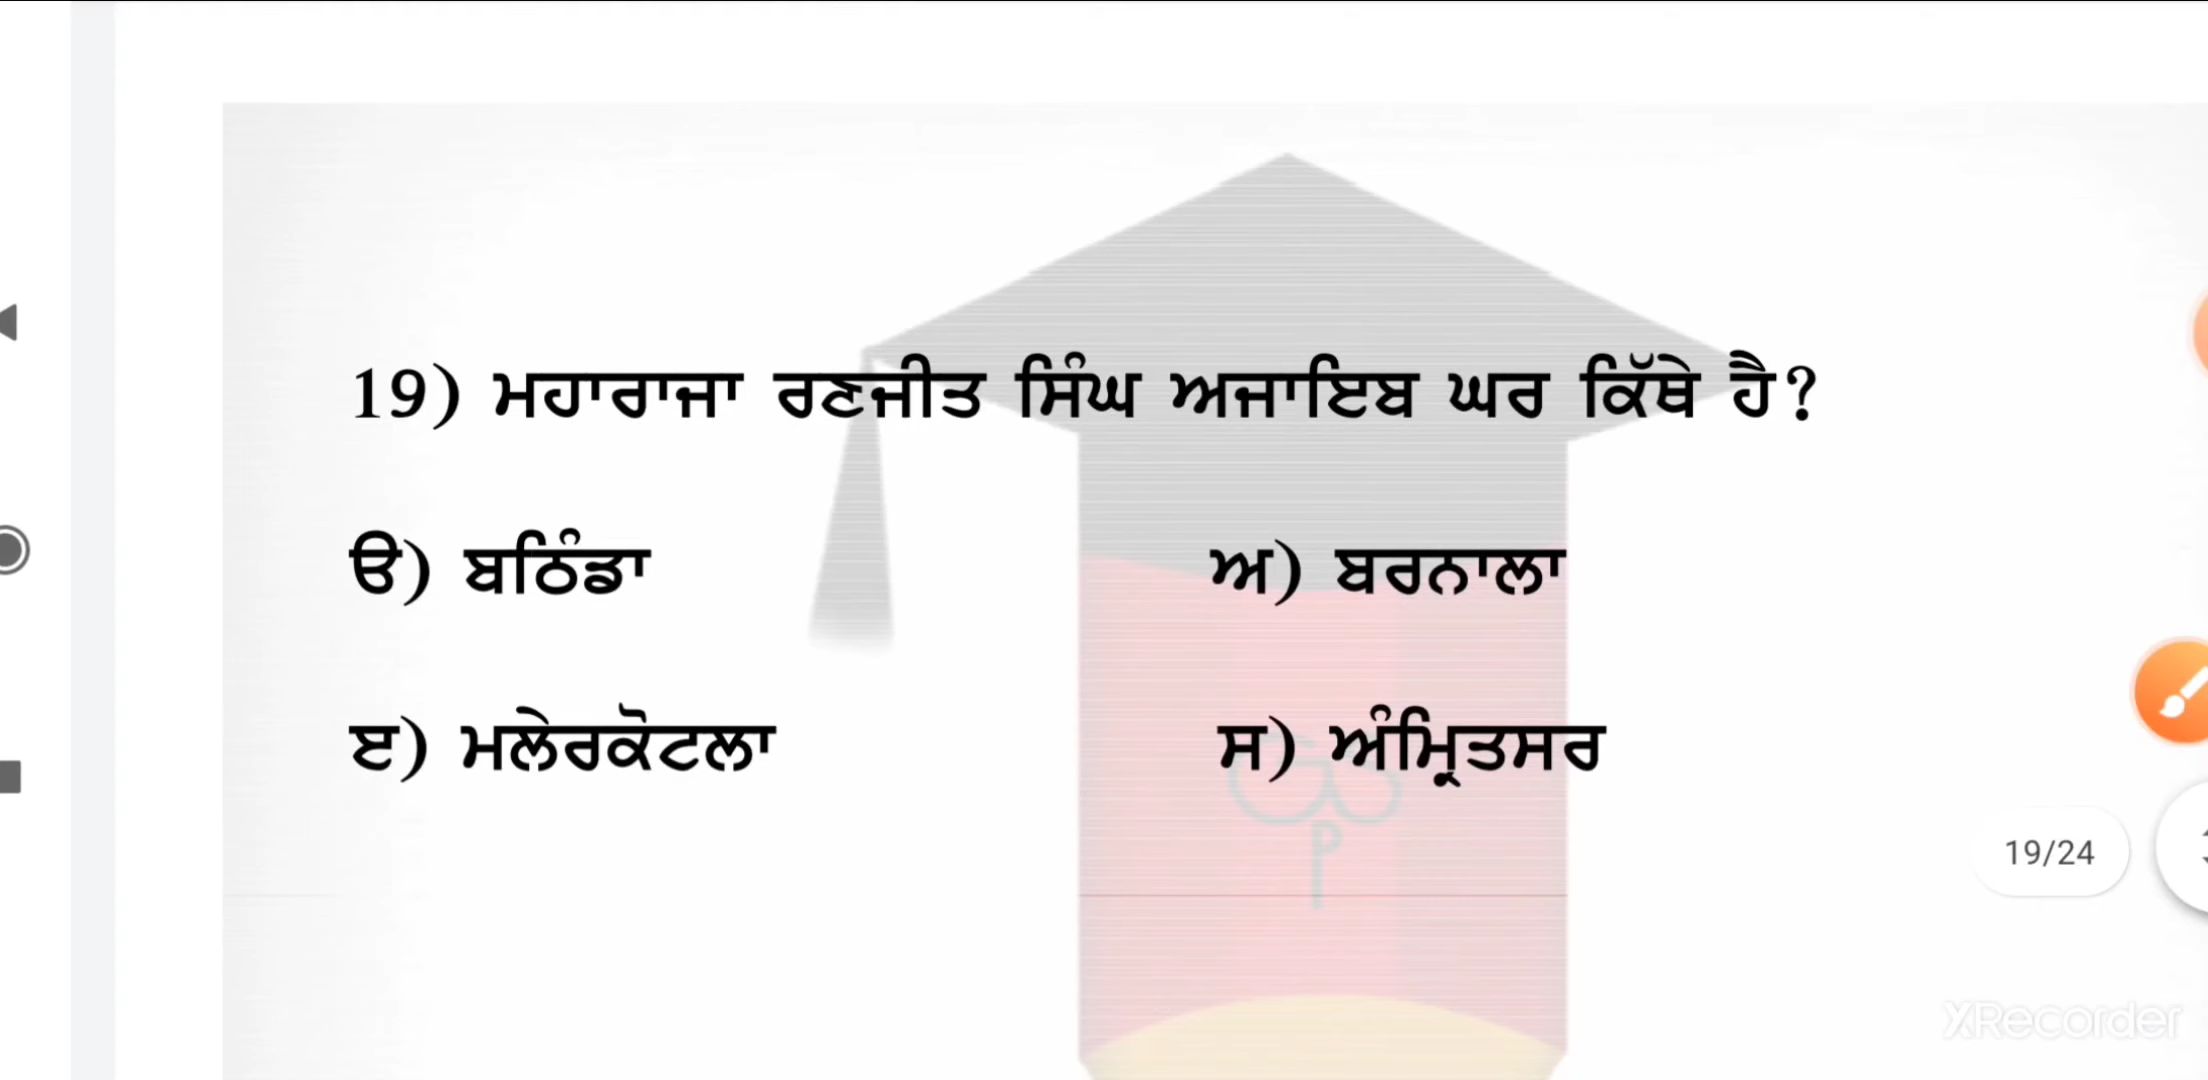 19) ਮਹਾਰਾਜਾ ਰਣਜੀਤ ਸਿੰਘ ਅਜਾਇਬ ਘਰ ਕਿੱਥੇ ਹੈ?
ੳ) ਬਠਿੰਡਾ
ਅ) ਬਰਨਾਲਾ
ੲ) ਮਲੇਰਕੋਟਲਾ
ਸ) ਅੰਮ੍ਰਿਤਸਰ
19/24
XRecorder